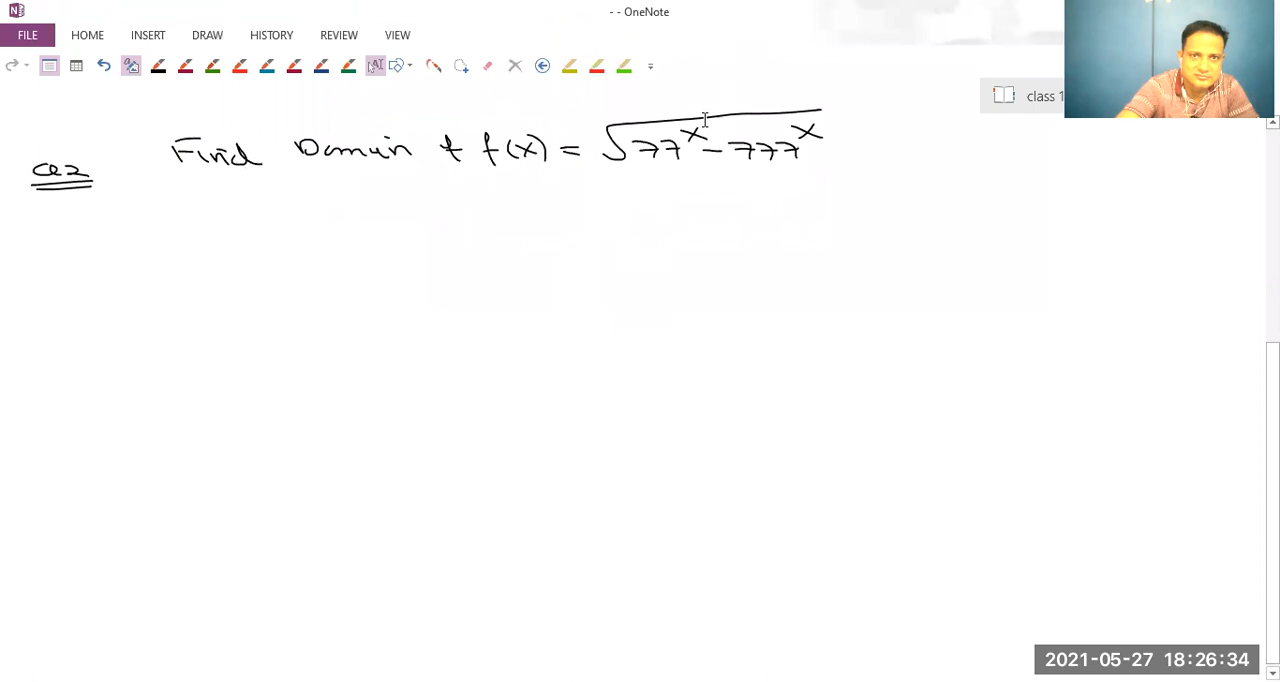 - - OneNote
FILE HOME INSERT DRAW HISTORY REVIEW VIEW
class 1
Find Domain f(x) = √77^x - 777^x
Q2
2021-05-27 18:26:34